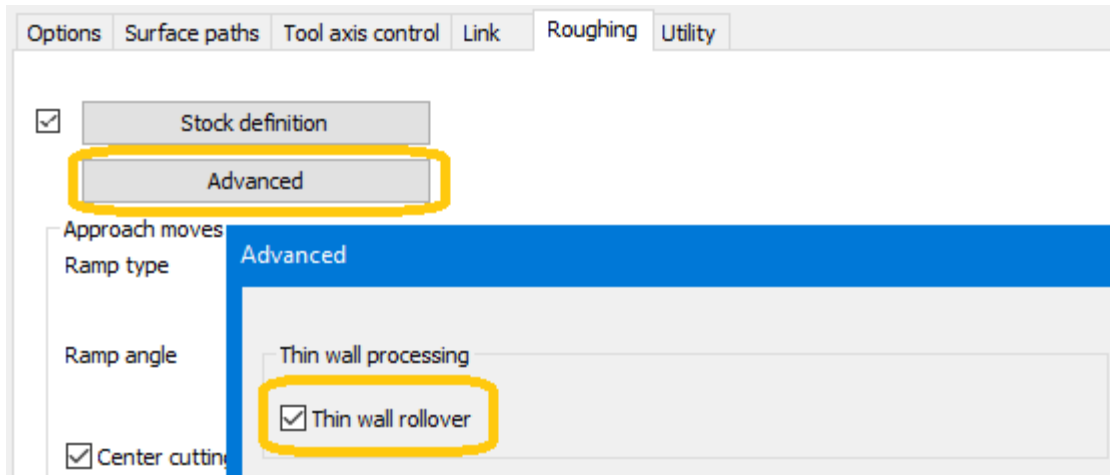 Options Surface paths Tool axis control Link Roughing Utility
Stock definition
Advanced
Approach moves
Ramp type
Advanced
Ramp angle
Thin wall processing
Thin wall rollover
Center cutting